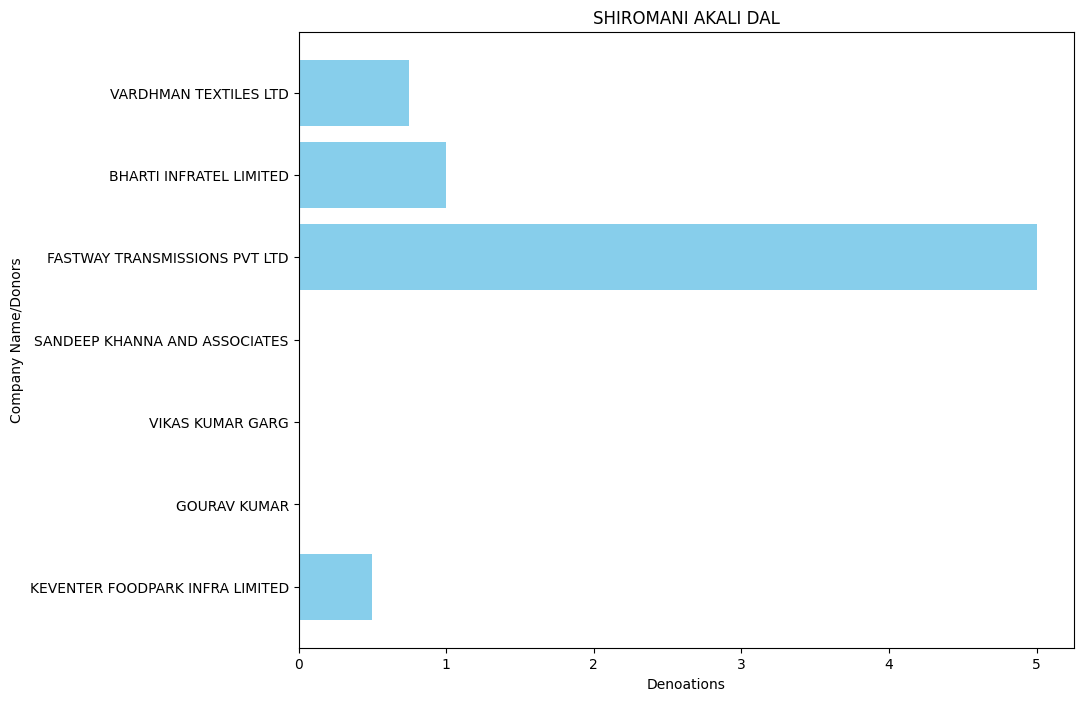 SHIROMANI AKALI DAL
VARDHMAN TEXTILES LTD
BHARTI INFRATEL LIMITED
FASTWAY TRANSMISSIONS PVT LTD
SANDEEP KHANNA AND ASSOCIATES
VIKAS KUMAR GARG
GOURAV KUMAR
KEVENTER FOODPARK INFRA LIMITED
Company Name/Donors
0 1 2 3 4 5
Denoations